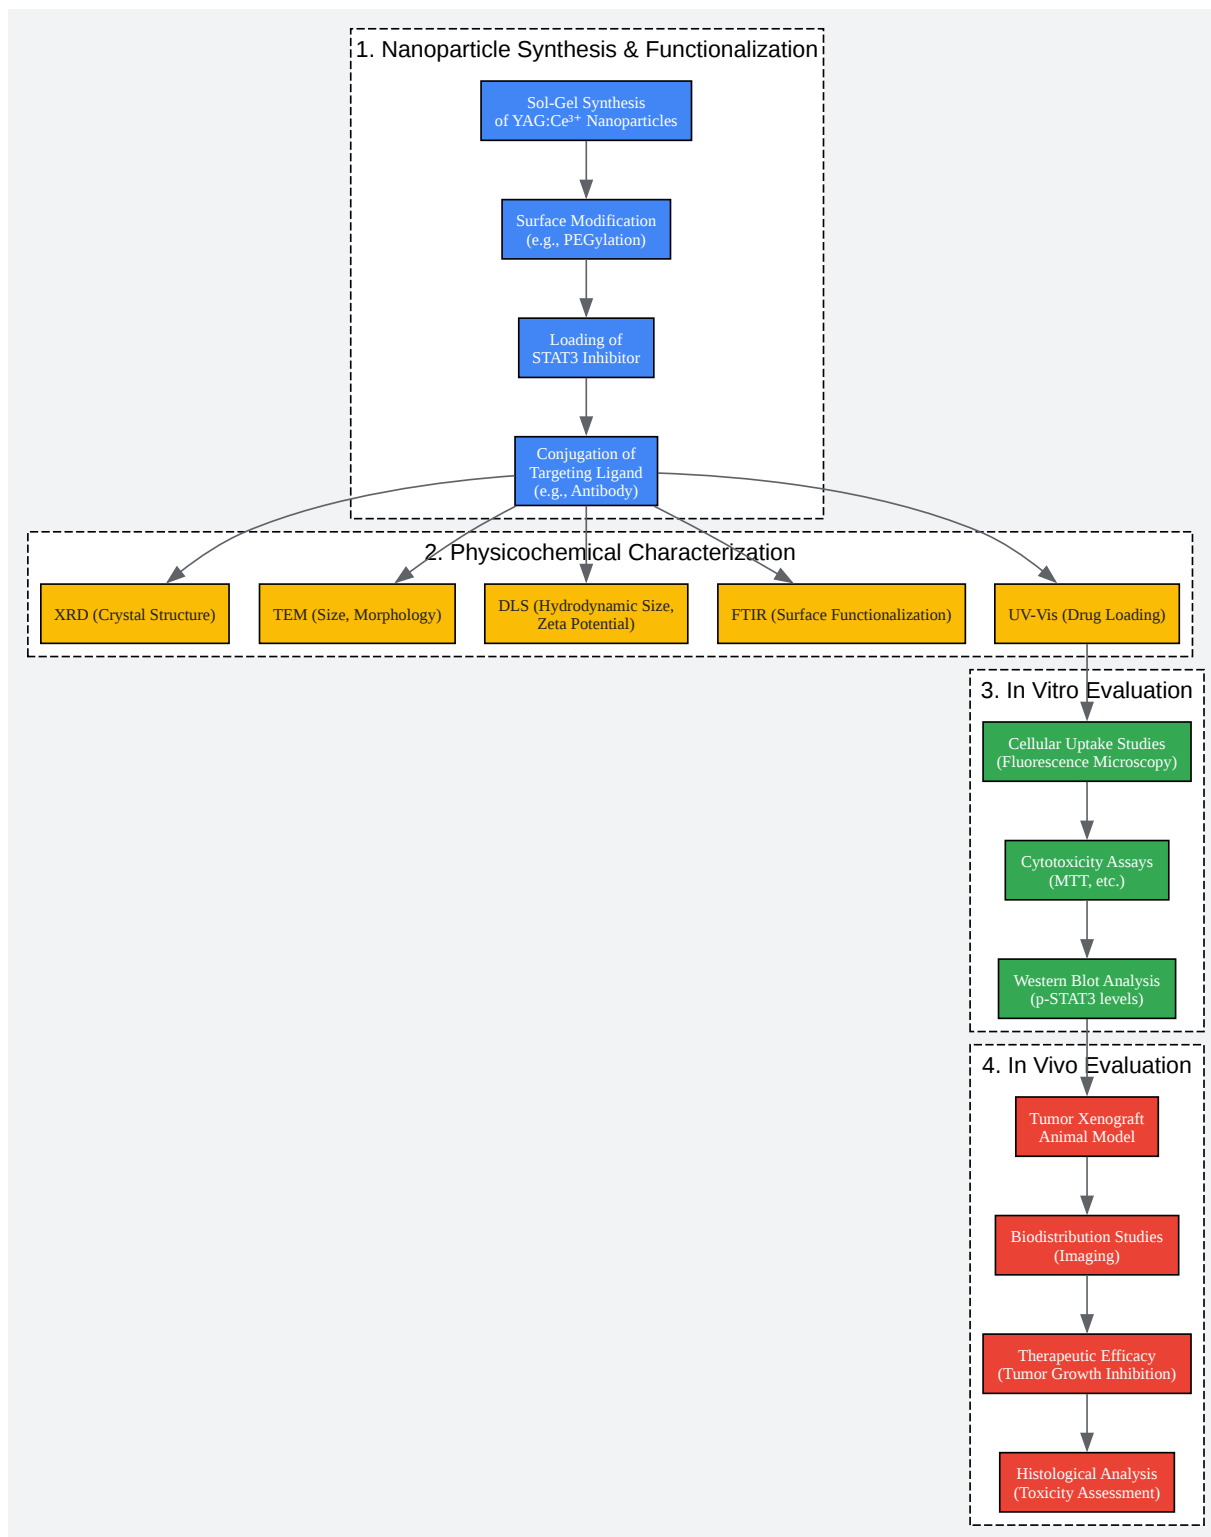 1. Nanoparticle Synthesis & Functionalization
Sol-Gel Synthesis
of YAG:Ce³⁺ Nanoparticles
Surface Modification
(e.g., PEGylation)
Loading of
STAT3 Inhibitor
Conjugation of
Targeting Ligand
(e.g., Antibody)
2. Physicochemical Characterization
XRD (Crystal Structure)
TEM (Size, Morphology)
DLS (Hydrodynamic Size,
Zeta Potential)
FTIR (Surface Functionalization)
UV-Vis (Drug Loading)
3. In Vitro Evaluation
Cellular Uptake Studies
(Fluorescence Microscopy)
Cytotoxicity Assays
(MTT, etc.)
Western Blot Analysis
(p-STAT3 levels)
4. In Vivo Evaluation
Tumor Xenograft
Animal Model
Biodistribution Studies
(Imaging)
Therapeutic Efficacy
(Tumor Growth Inhibition)
Histological Analysis
(Toxicity Assessment)